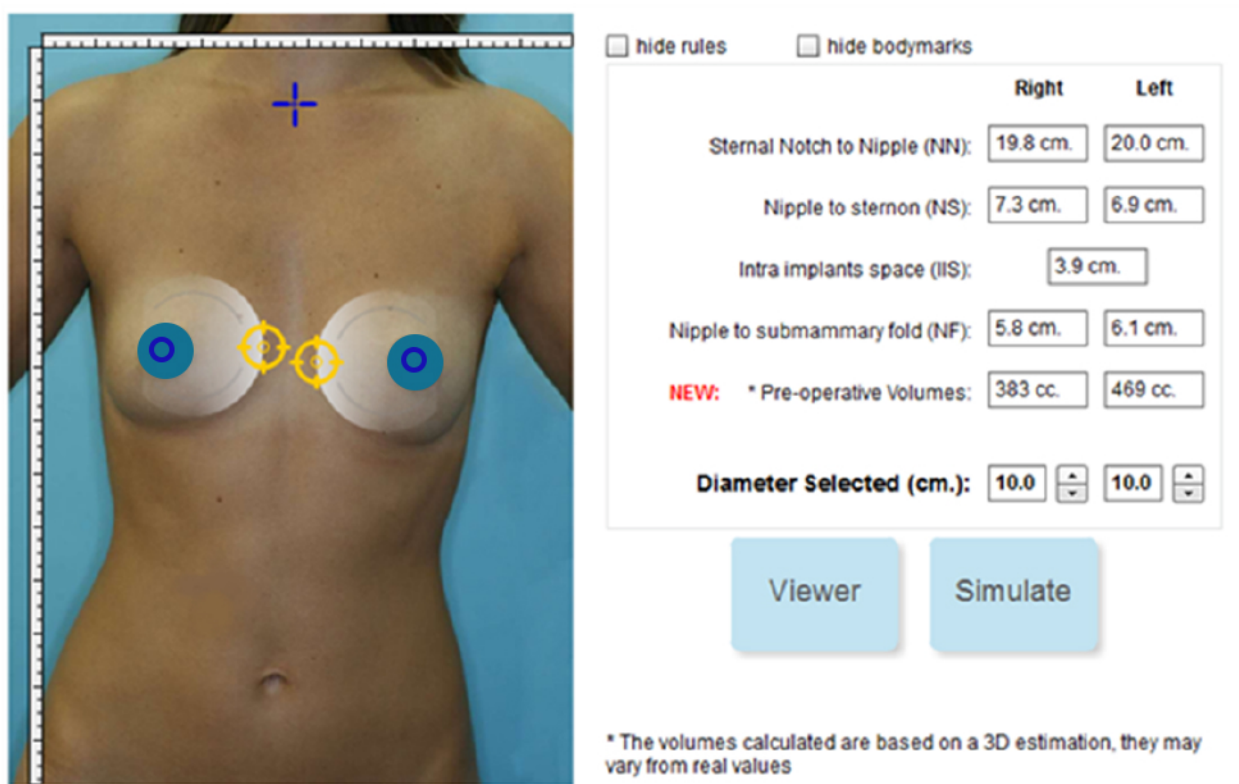 hide rules hide bodymarks
Right Left
Sternal Notch to Nipple (NN): 19.8 cm. 20.0 cm.
Nipple to sternon (NS): 7.3 cm. 6.9 cm.
Intra implants space (IIS): 3.9 cm.
Nipple to submammary fold (NF): 5.8 cm. 6.1 cm.
NEW: * Pre-operative Volumes: 383 cc. 469 cc.
Diameter Selected (cm.): 10.0 10.0
Viewer Simulate
* The volumes calculated are based on a 3D estimation, they may
vary from real values